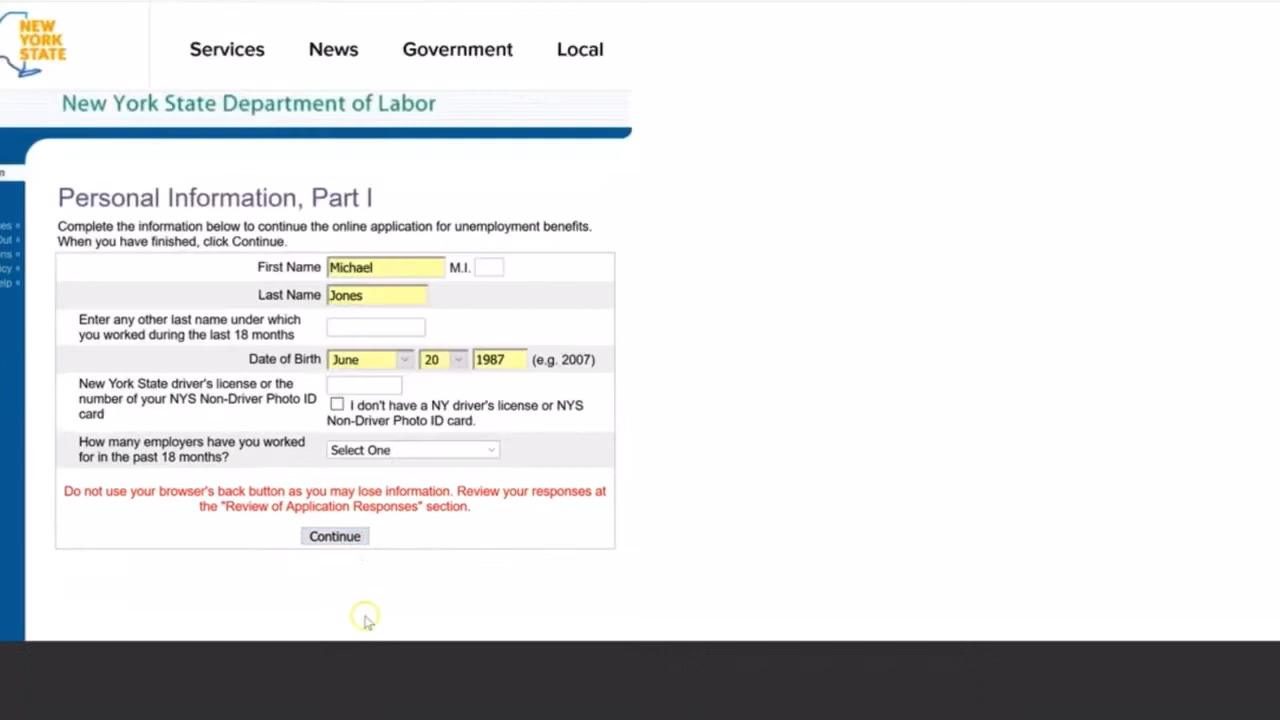 NEW
YORK
STATE
Services News Government Local
New York State Department of Labor
Personal Information, Part I
Complete the information below to continue the online application for unemployment benefits.
When you have finished, click Continue.
First Name Michael M.I.
Last Name Jones
Enter any other last name under which
you worked during the last 18 months
Date of Birth June 20 1987 (e.g. 2007)
New York State driver's license or the
number of your NYS Non-Driver Photo ID
card
I don't have a NY driver's license or NYS
Non-Driver Photo ID card.
How many employers have you worked
for in the past 18 months?
Select One
Do not use your browser's back button as you may lose information. Review your responses at
the "Review of Application Responses" section.
Continue